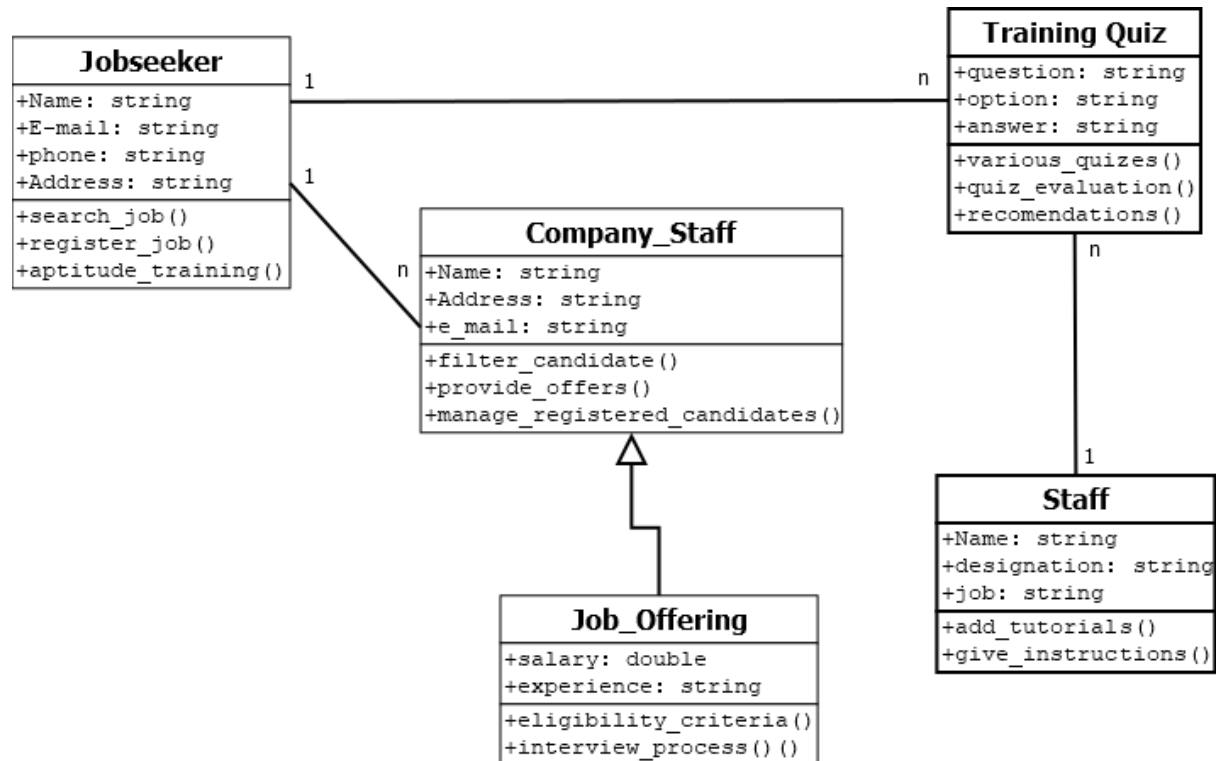 Jobseeker
+Name: string
+E-mail: string
+phone: string
+Address: string
+search_job()
+register_job()
+aptitude_training()
1
n
Training Quiz
+question: string
+option: string
+answer: string
+various_quizes()
+quiz_evaluation()
+recomendations()
1
n
Company_Staff
+Name: string
+Address: string
+e_mail: string
+filter_candidate()
+provide_offers()
+manage_registered_candidates()
n
1
Staff
+Name: string
+designation: string
+job: string
+add_tutorials()
+give_instructions()
Job_Offering
+salary: double
+experience: string
+eligibility_criteria()
+interview_process()()